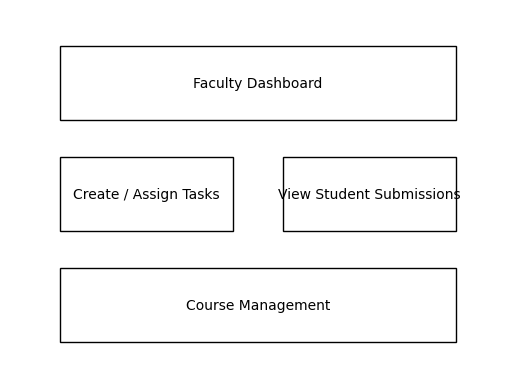 Faculty Dashboard
Create / Assign Tasks
View Student Submissions
Course Management